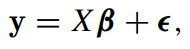 y = Xβ + ϵ,